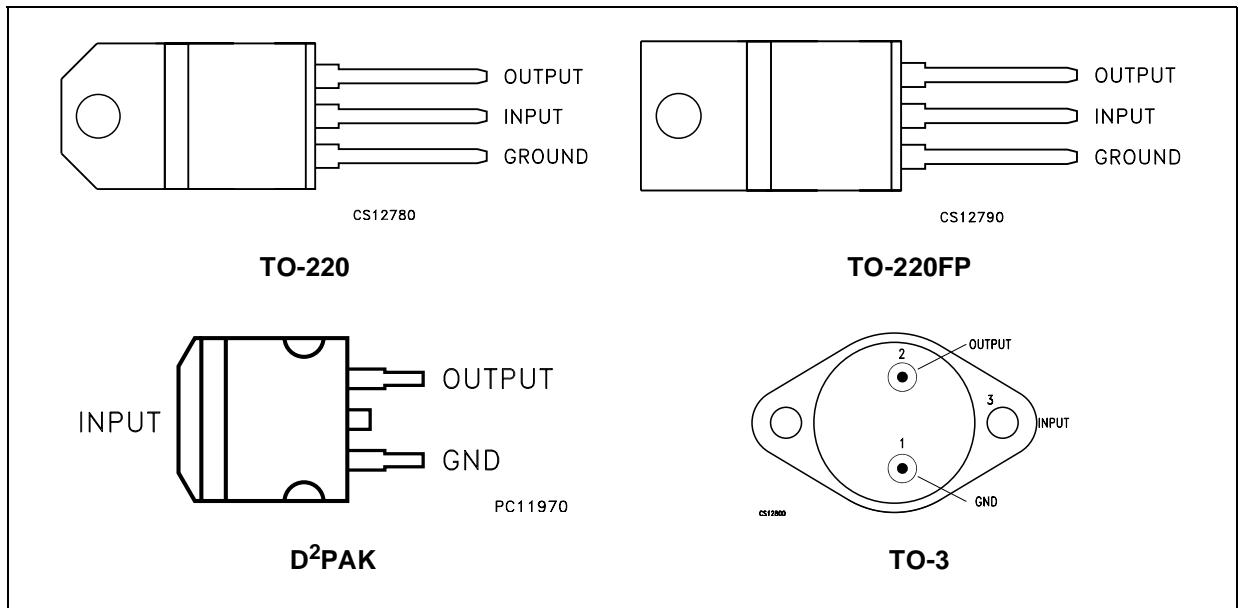 OUTPUT
INPUT
GROUND
CS12780
TO-220
OUTPUT
INPUT
GROUND
CS12790
TO-220FP
INPUT
OUTPUT
GND
PC11970
D²PAK
2
OUTPUT
3
INPUT
1
GND
CS12800
TO-3